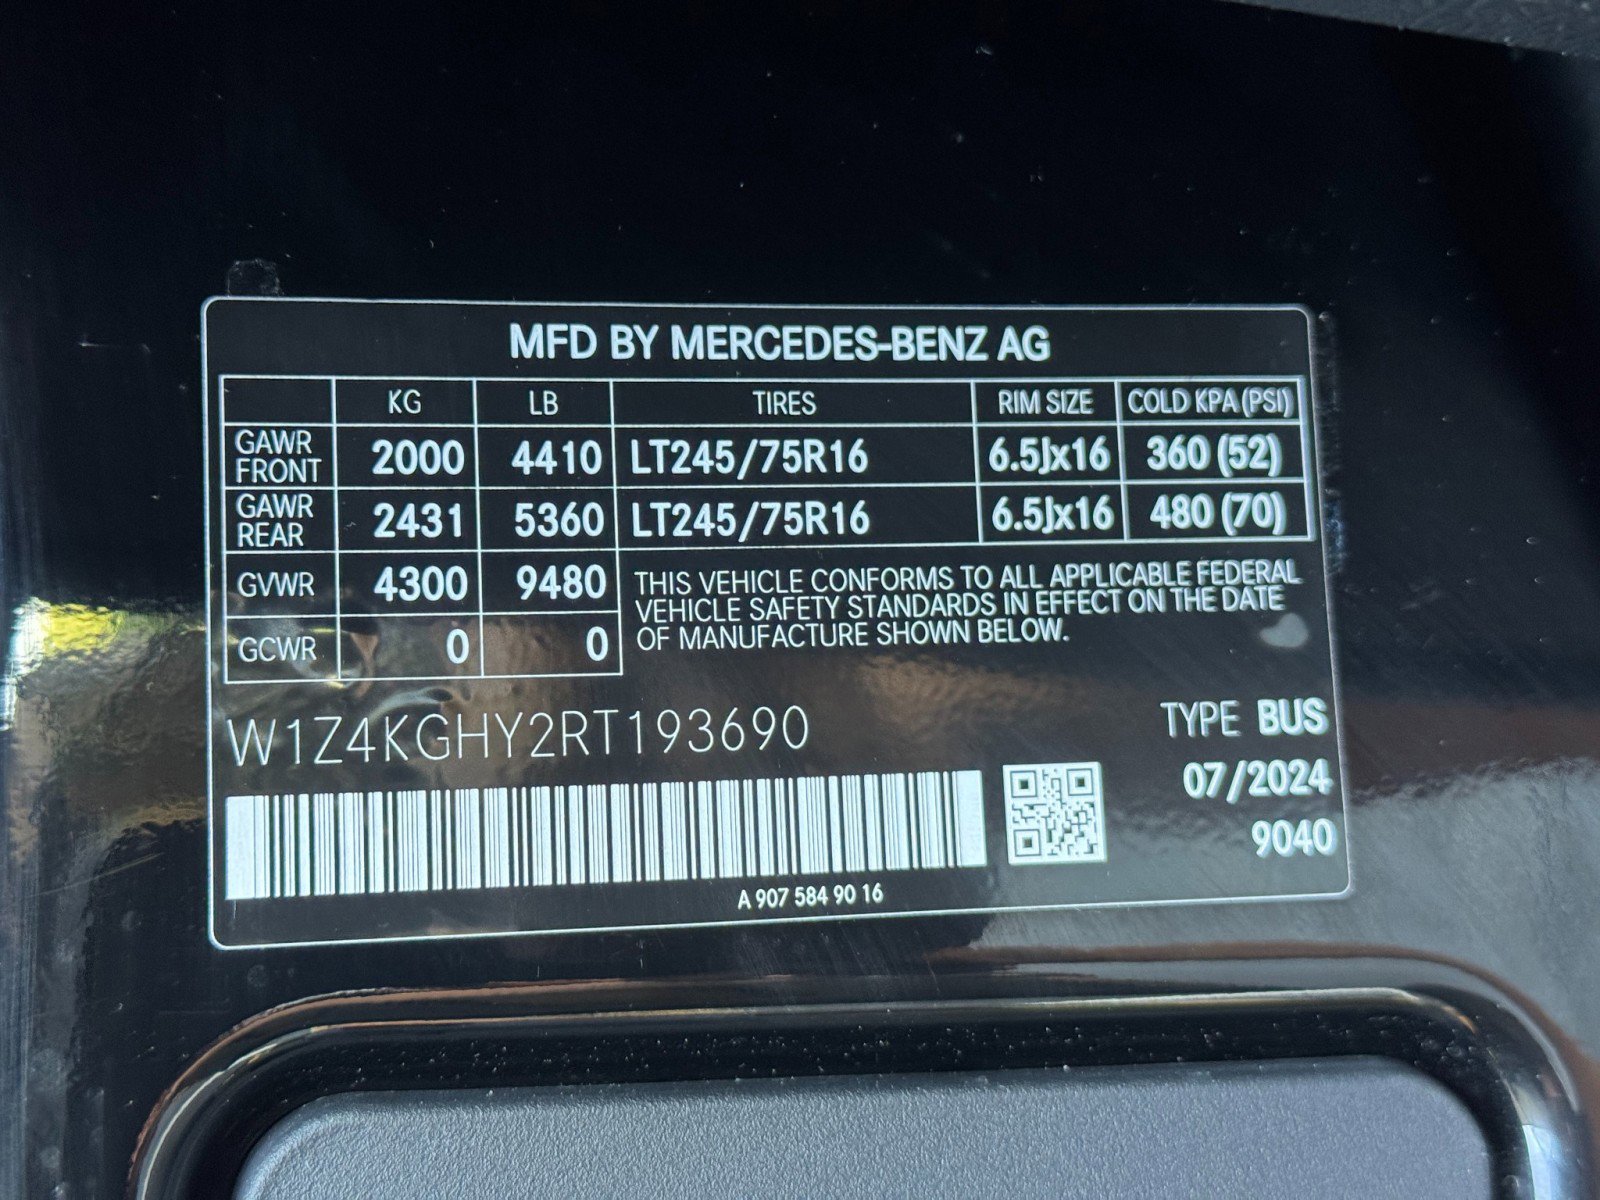 MFD BY MERCEDES-BENZ AG
KG LB TIRES RIM SIZE COLD KPA (PSI)
GAWR FRONT 2000 4410 LT245/75R16 6.5Jx16 360 (52)
GAWR REAR 2431 5360 LT245/75R16 6.5Jx16 480 (70)
GVWR 4300 9480
GCWR 0 0
THIS VEHICLE CONFORMS TO ALL APPLICABLE FEDERAL
VEHICLE SAFETY STANDARDS IN EFFECT ON THE DATE
OF MANUFACTURE SHOWN BELOW.
W1Z4KGHY2RT193690
TYPE BUS
07/2024
9040
A 907 584 90 16